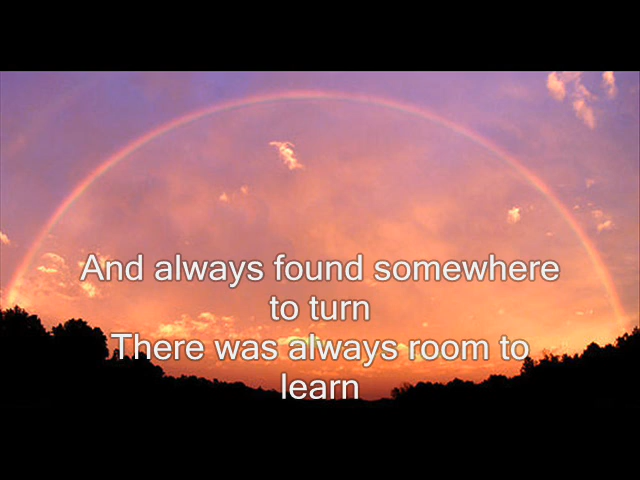 And always found somewhere
to turn
There was always room to
learn